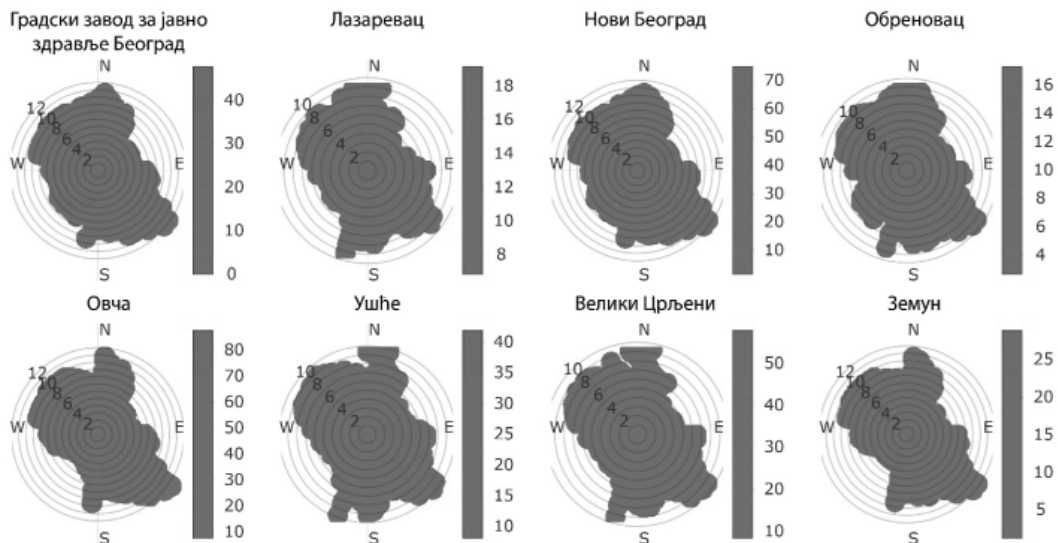 Градски завод за јавно
здравље Београд
Лазаревац
Нови Београд
Обреновац
N
12
10
8
6
4
2
W
E
S
40
30
20
10
0
N
10
8
6
4
2
W
E
S
18
16
14
12
10
8
N
12
10
8
6
4
2
W
E
S
70
60
50
40
30
20
10
N
10
8
6
4
2
W
E
S
16
14
12
10
8
6
4
Овча
Ушће
Велики Црљени
Земун
N
12
10
8
6
4
2
W
E
S
80
70
60
50
40
30
20
10
N
10
8
6
4
2
W
E
S
40
35
30
25
20
15
10
N
10
8
6
4
2
W
E
S
50
40
30
20
10
N
12
10
8
6
4
2
W
E
S
25
20
15
10
5